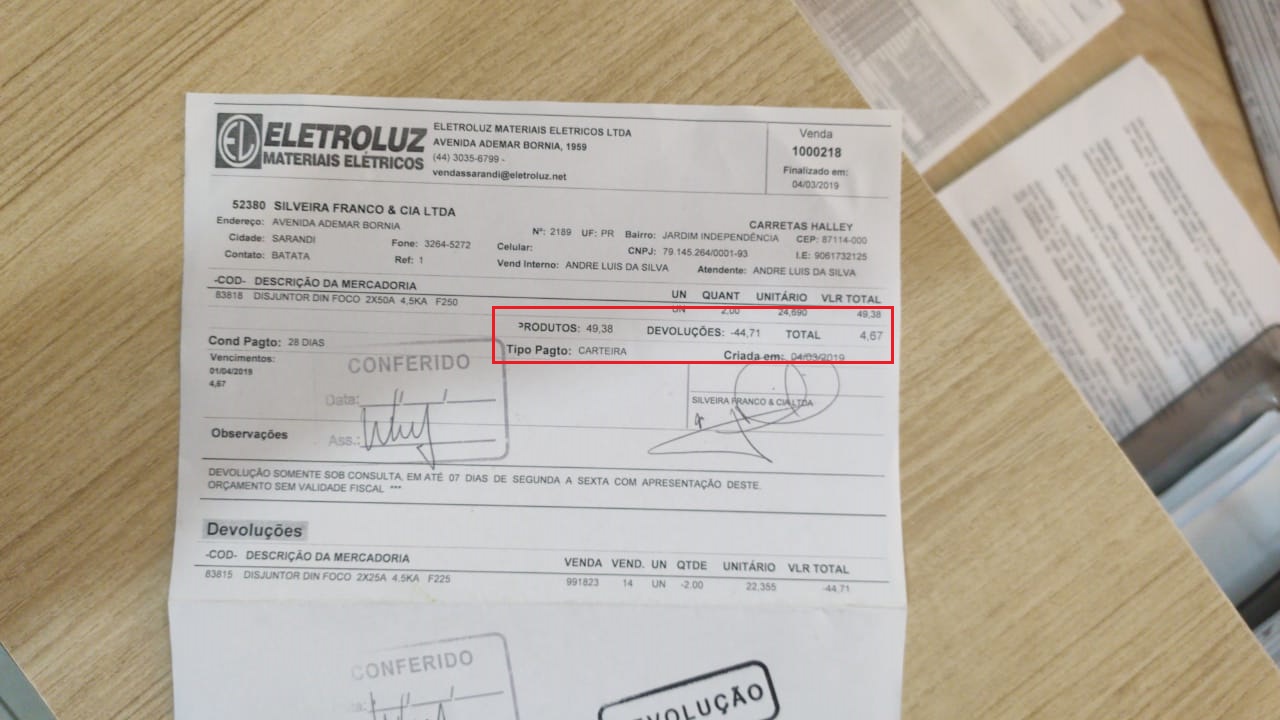 ELETROLUZ
MATERIAIS ELÉTRICOS
ELETROLUZ MATERIAIS ELETRICOS LTDA
AVENIDA ADEMAR BORNIA, 1959
(44) 3035-6799 -
vendassarandi@eletroluz.net
Venda
1000218
Finalizado em:
04/03/2019
52380 SILVEIRA FRANCO & CIA LTDA
CARRETAS HALLEY
Endereço: AVENIDA ADEMAR BORNIA Nº: 2189 UF: PR Bairro: JARDIM INDEPENDÊNCIA CEP: 87114-000
Cidade: SARANDI Fone: 3264-5272 Celular: CNPJ: 79.145.264/0001-93 I.E: 9061732125
Contato: BATATA Ref: 1 Vend Interno: ANDRE LUIS DA SILVA Atendente: ANDRE LUIS DA SILVA
-COD- DESCRIÇÃO DA MERCADORIA UN QUANT UNITÁRIO VLR TOTAL
83818 DISJUNTOR DIN FOCO 2X50A 4,5KA F250 UN 2,00 24,690 49,38
PRODUTOS: 49,38 DEVOLUÇÕES: -44,71 TOTAL 4,67
Cond Pagto: 28 DIAS Tipo Pagto: CARTEIRA Criada em: 04/03/2019
Vencimentos:
01/04/2019
4,67
CONFERIDO
Data:
Ass.:
SILVEIRA FRANCO & CIA LTDA
Observações
DEVOLUÇÃO SOMENTE SOB CONSULTA, EM ATÉ 07 DIAS DE SEGUNDA A SEXTA COM APRESENTAÇÃO DESTE.
ORÇAMENTO SEM VALIDADE FISCAL ***
Devoluções
-COD- DESCRIÇÃO DA MERCADORIA VENDA VEND. UN QTDE UNITÁRIO VLR TOTAL
83815 DISJUNTOR DIN FOCO 2X25A 4.5KA F225 991823 14 UN -2.00 22,355 -44,71
CONFERIDO
DEVOLUÇÃO